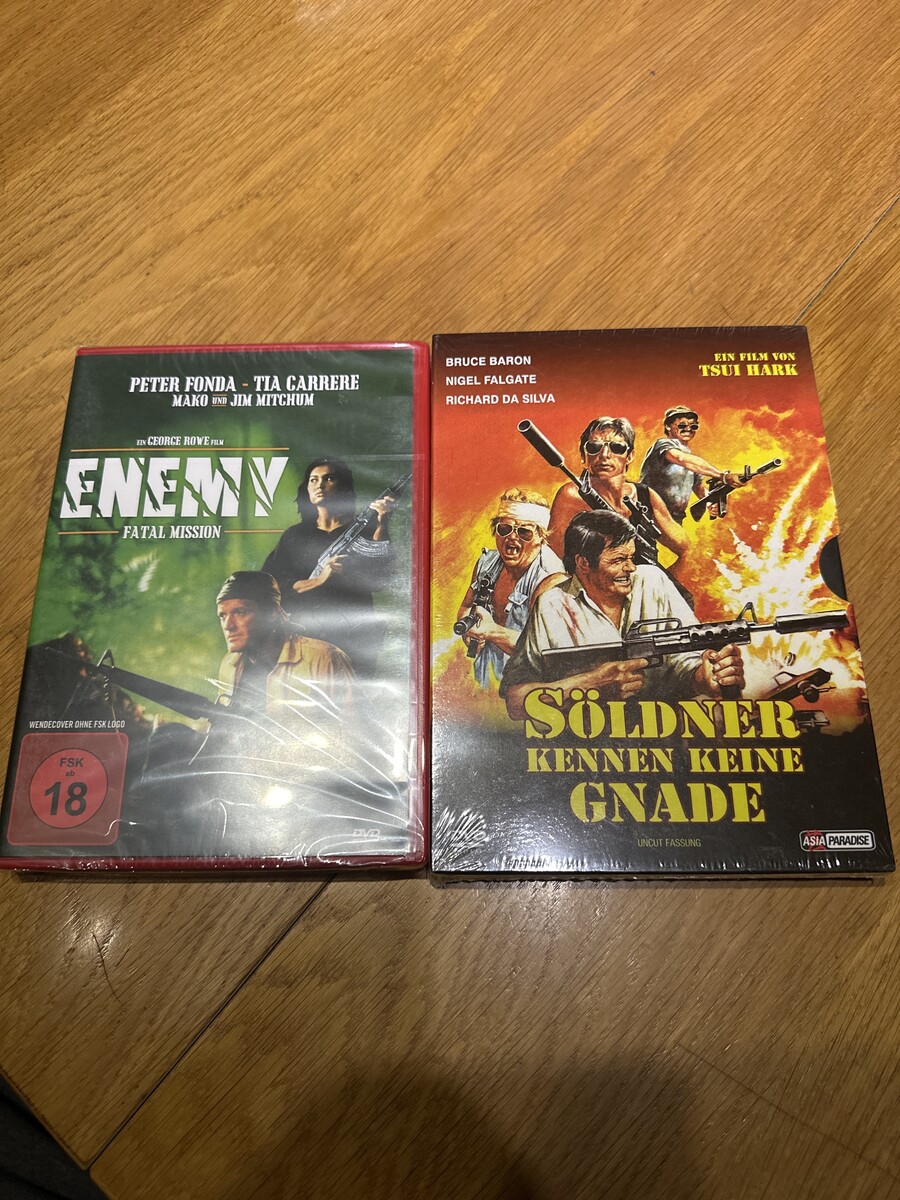 PETER FONDA - TIA CARRERE
MAKO UND JIM MITCHUM
EIN GEORGE ROWE FILM
ENEMY
FATAL MISSION
WENDECOVER OHNE FSK LOGO
FSK
ab
18
DVD
BRUCE BARON
NIGEL FALGATE
RICHARD DA SILVA
EIN FILM VON
TSUI HARK
SÖLDNER
KENNEN KEINE
GNADE
UNCUT FASSUNG
ASIA PARADISE